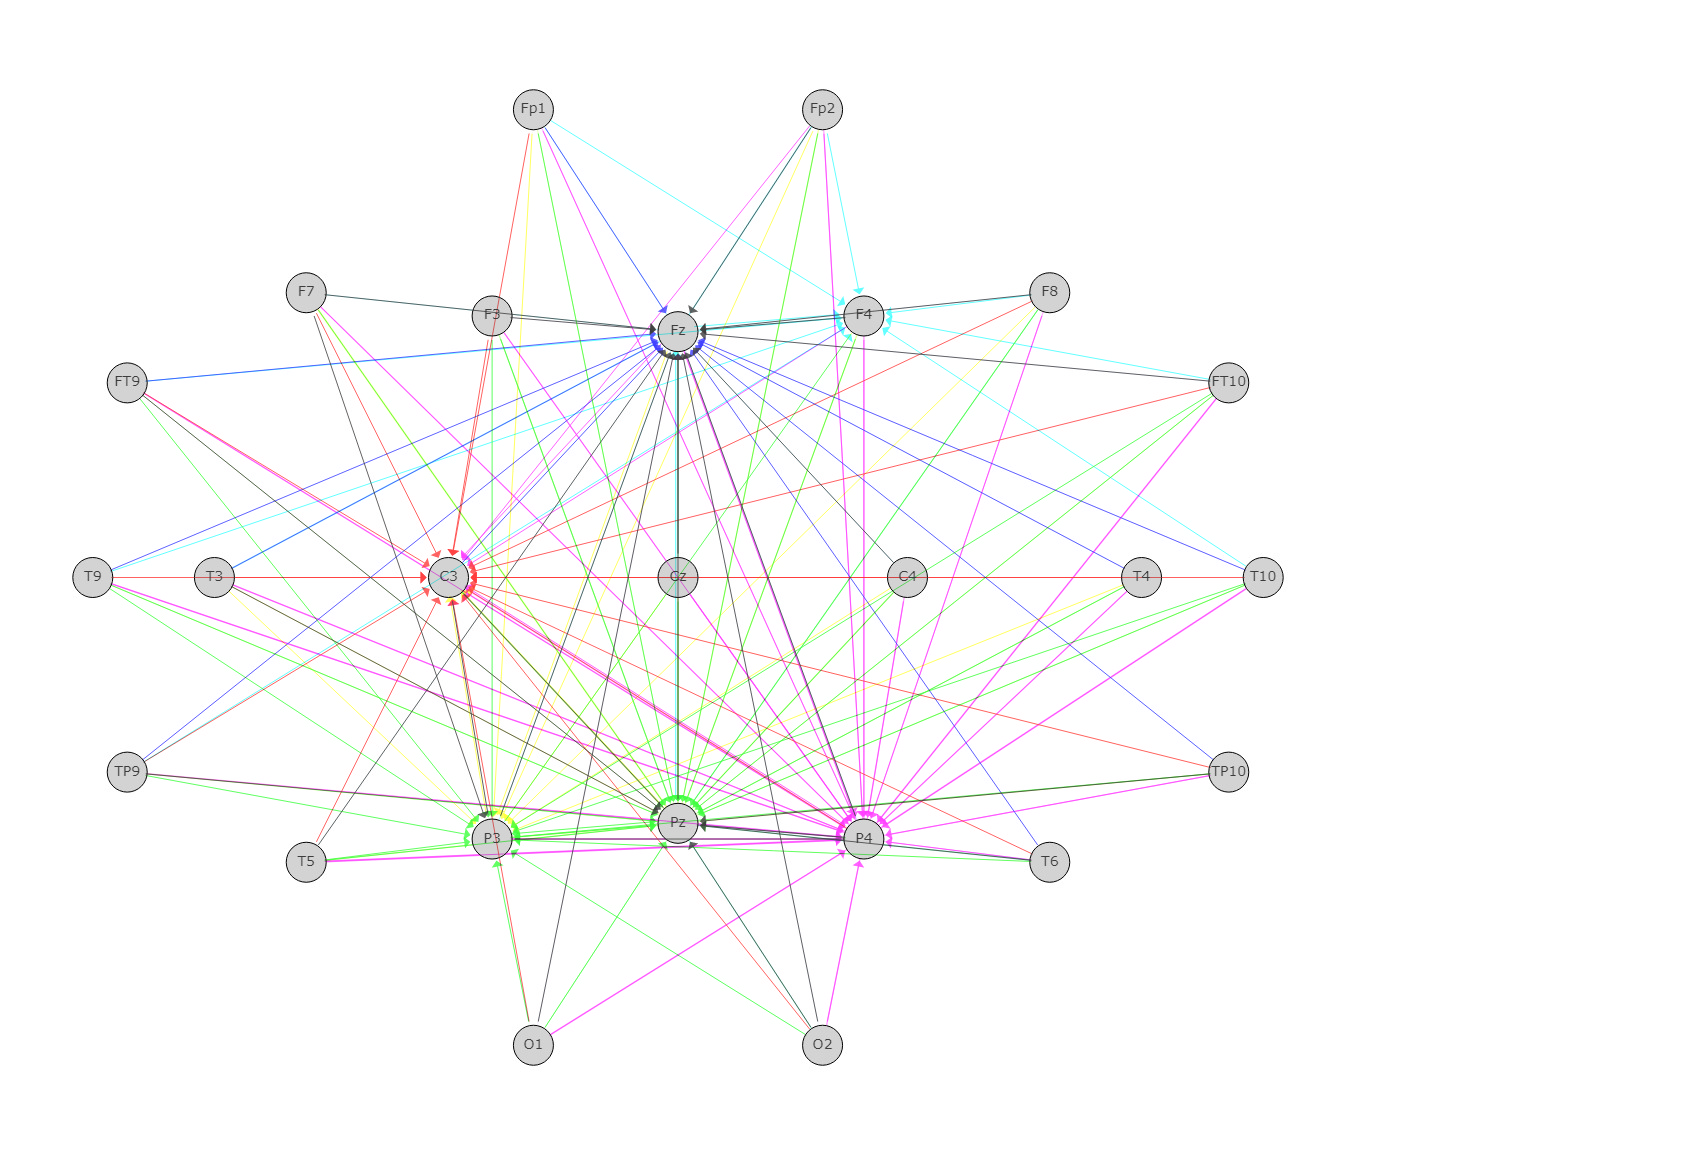 Fp1 Fp2
F7 F3 Fz F4 F8
FT9 FT10
T9 T3 C3 Cz C4 T4 T10
TP9 TP10
T5 P3 Pz P4 T6
O1 O2